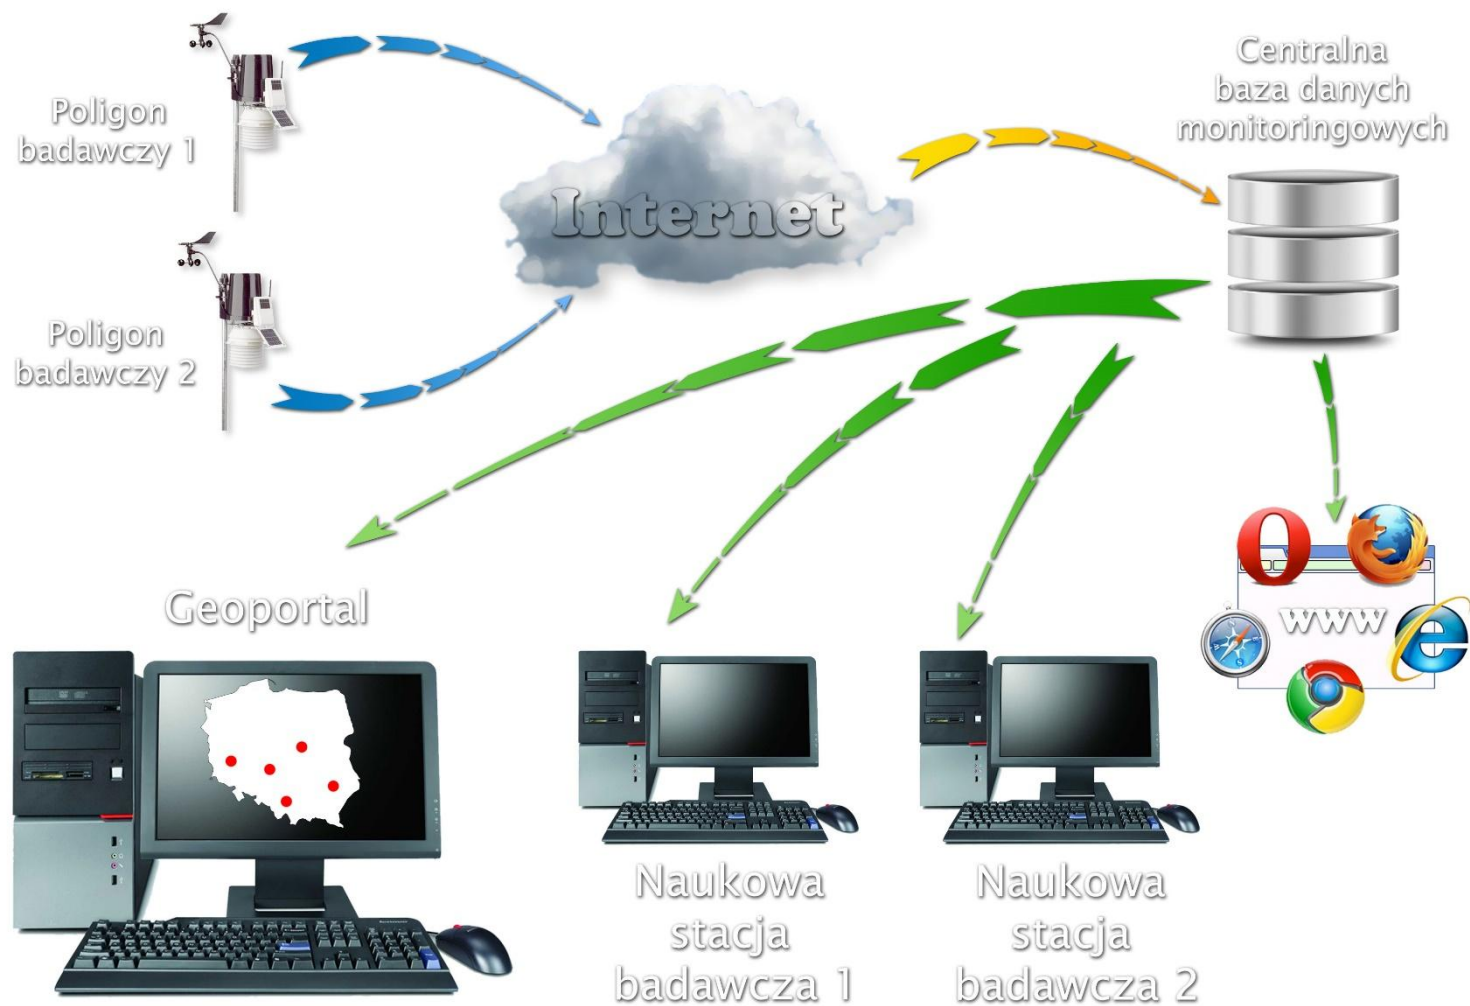 Poligon
badawczy 1
Internet
Centralna
baza danych
monitoringowych
Poligon
badawczy 2
Geoportal
www
Naukowa
stacja
badawcza 1
Naukowa
stacja
badawcza 2